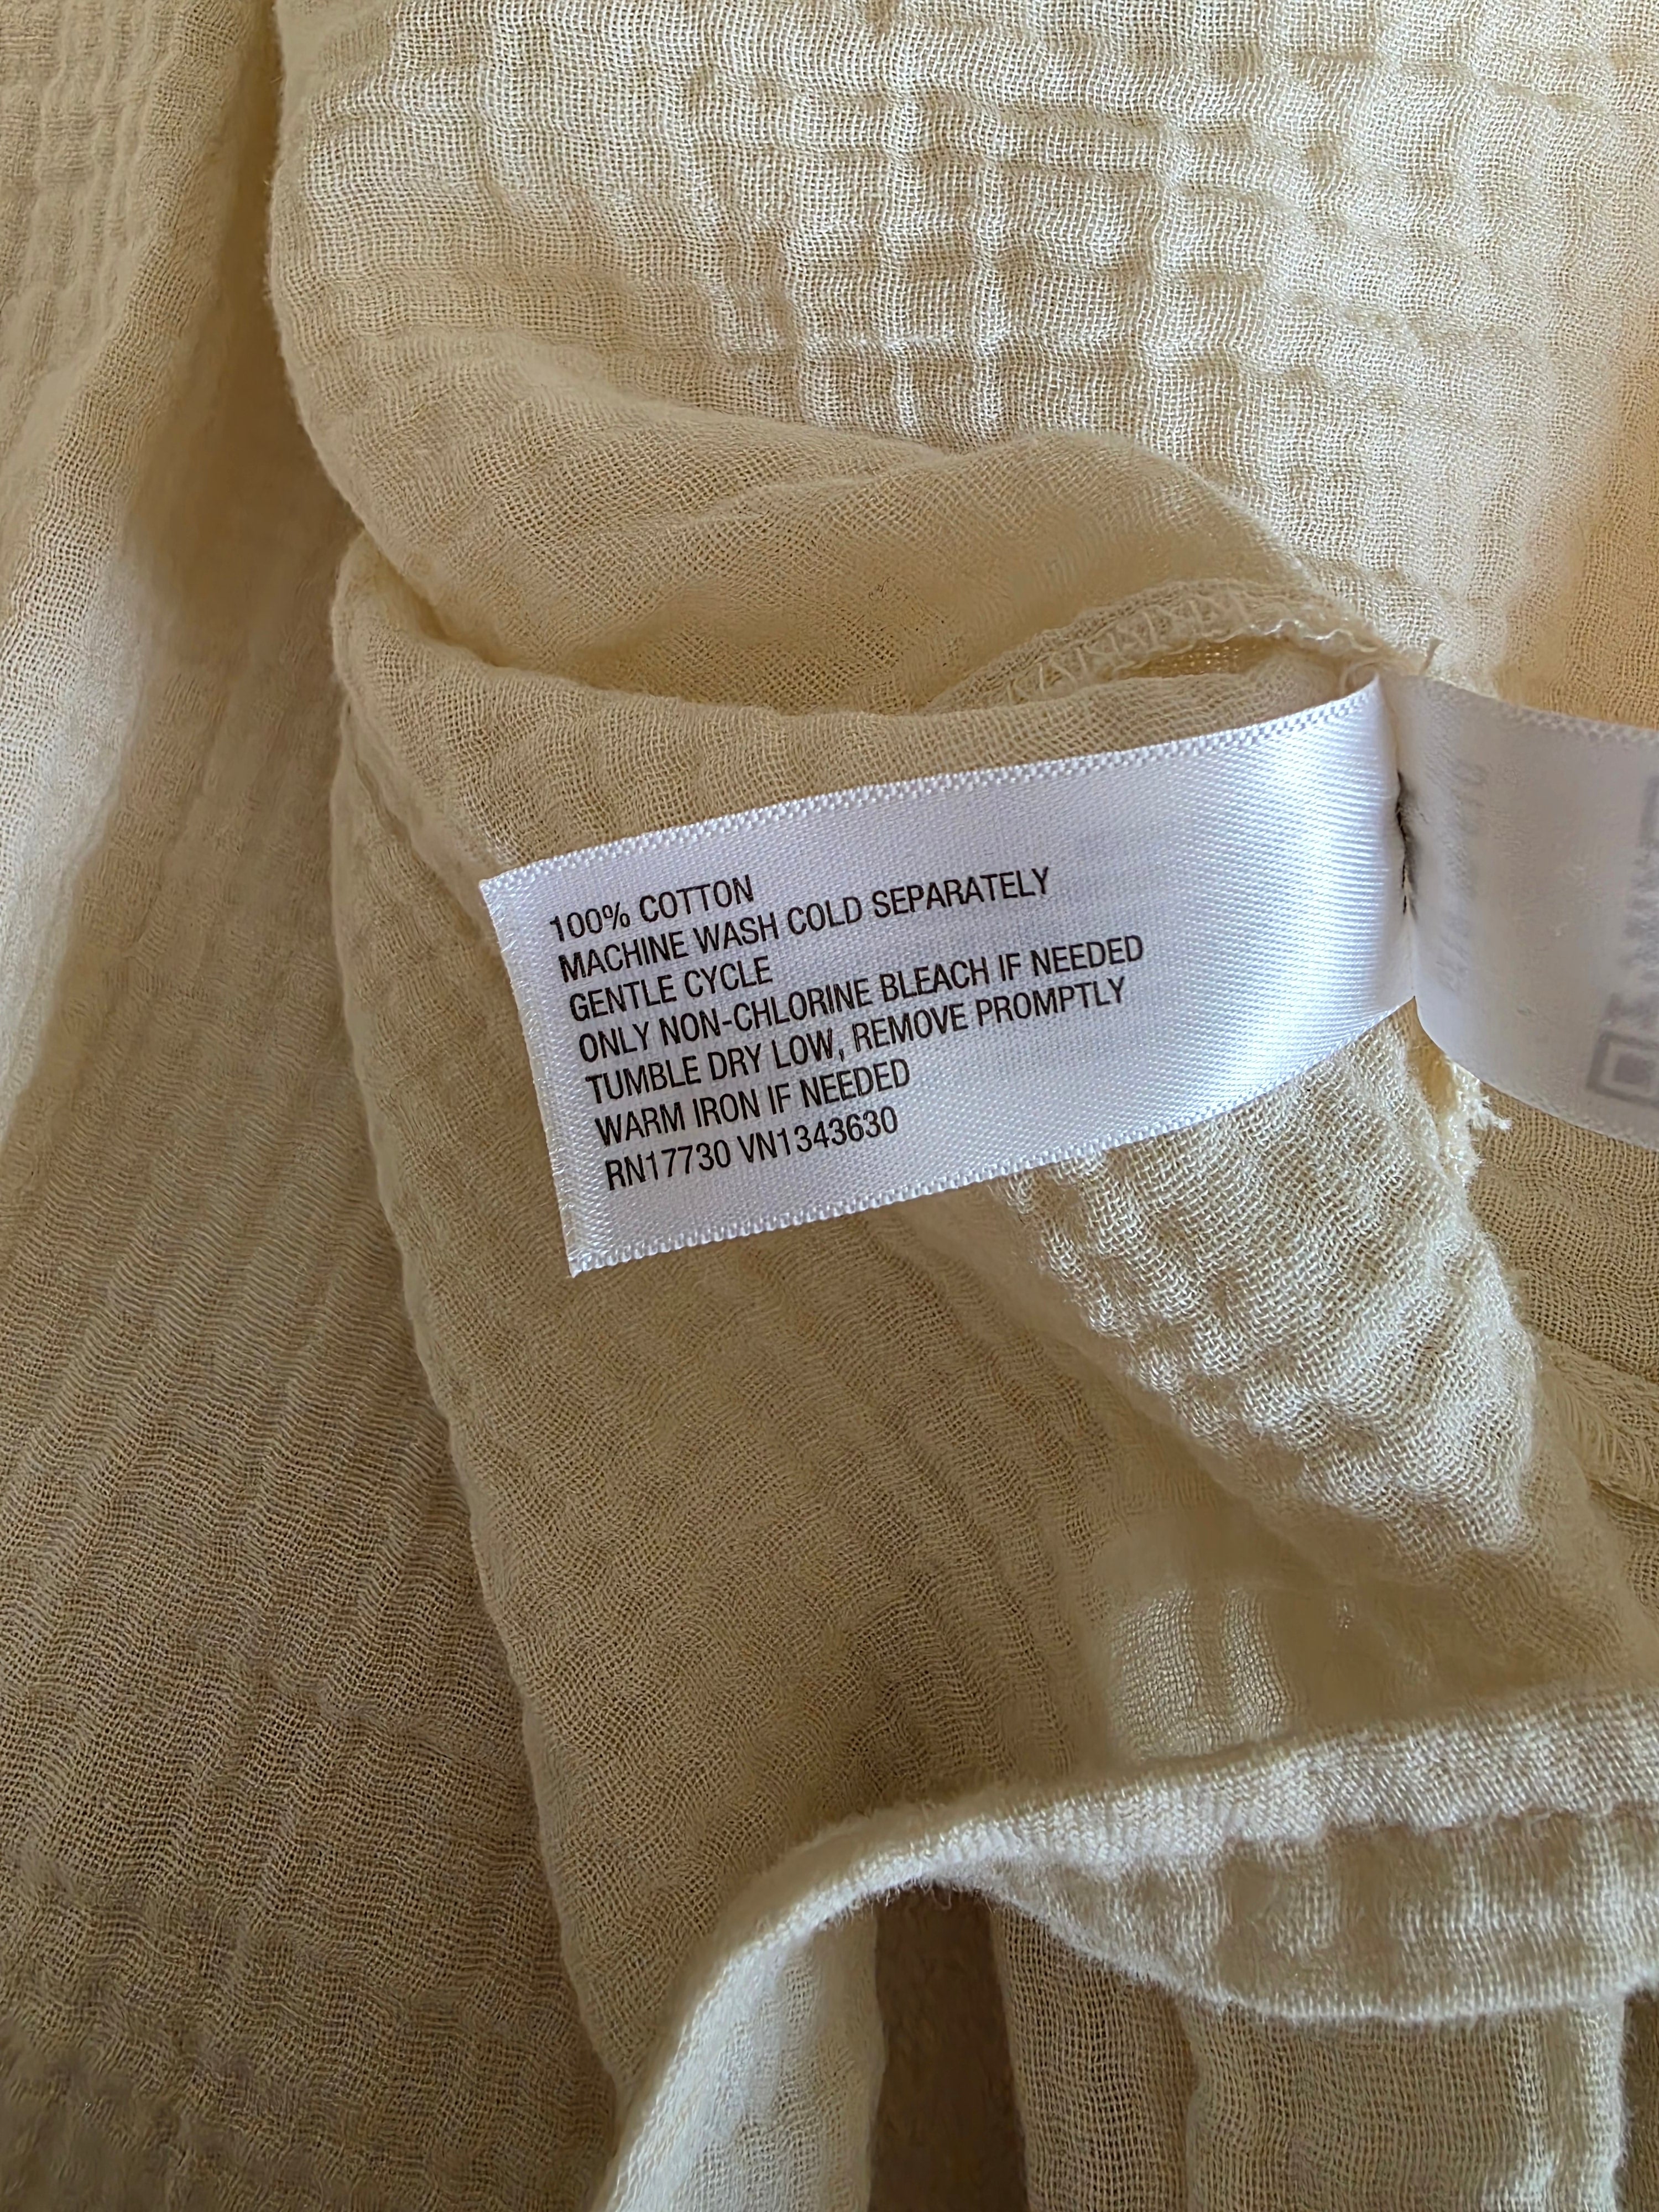 100% COTTON
MACHINE WASH COLD SEPARATELY
GENTLE CYCLE
ONLY NON-CHLORINE BLEACH IF NEEDED
TUMBLE DRY LOW, REMOVE PROMPTLY
WARM IRON IF NEEDED
RN17730 VN1343630